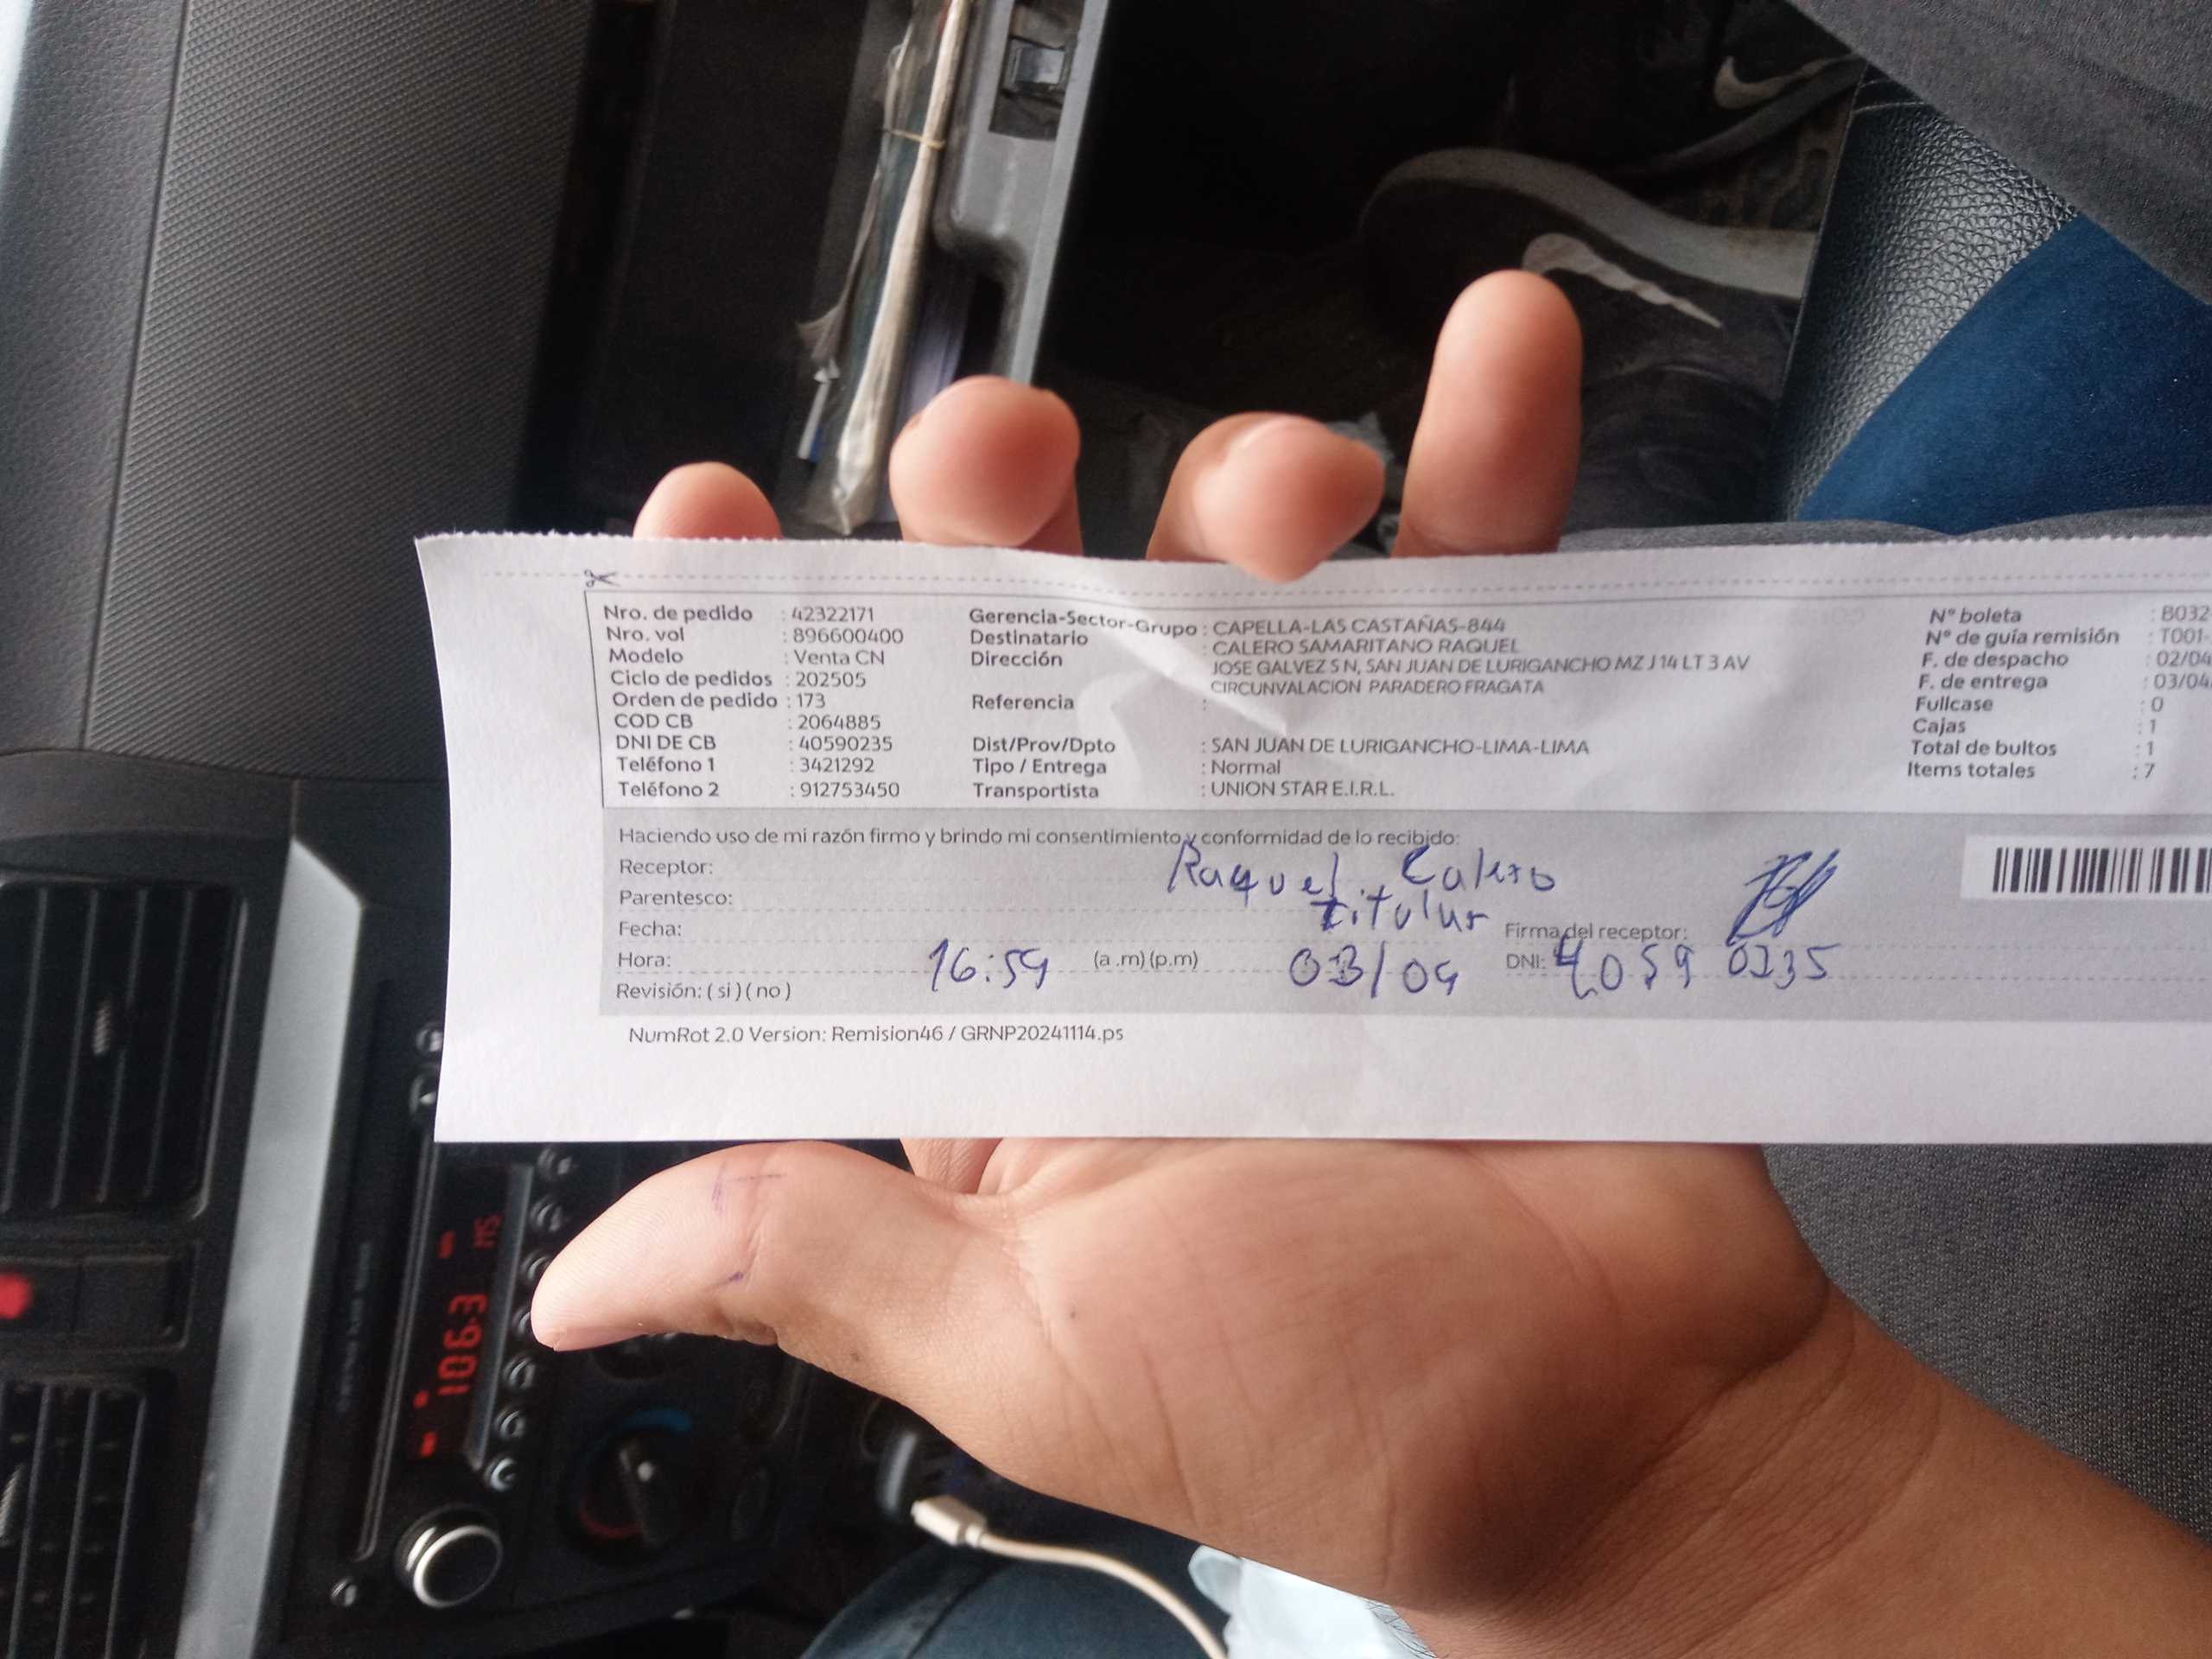 Nro. de pedido : 42322171
Nro. vol : 896600400
Modelo : Venta CN
Ciclo de pedidos : 202505
Orden de pedido : 173
COD CB : 2064885
DNI DE CB : 40590235
Teléfono 1 : 3421292
Teléfono 2 : 912753450
Gerencia-Sector-Grupo : CAPELLA-LAS CASTAÑAS-844
Destinatario : CALERO SAMARITANO RAQUEL
Dirección JOSE GALVEZ S N, SAN JUAN DE LURIGANCHO MZ J 14 LT 3 AV
CIRCUNVALACION PARADERO FRAGATA
Referencia :
Dist/Prov/Dpto : SAN JUAN DE LURIGANCHO-LIMA-LIMA
Tipo / Entrega : Normal
Transportista : UNION STAR E.I.R.L.
N° boleta : B032
N° de guía remisión : T001-
F. de despacho : 02/04
F. de entrega : 03/04
Fullcase : 0
Cajas : 1
Total de bultos : 1
Items totales : 7
Haciendo uso de mi razón firmo y brindo mi consentimiento y conformidad de lo recibido:
Receptor: Raquel Calero
Parentesco: titular
Fecha: Firma del receptor:
Hora: 16:59 (a.m) (p.m) 03/04 DNI: 4059 0235
Revisión: ( si ) ( no )
NumRot 2.0 Version: Remision46 / GRNP20241114.ps
106.3